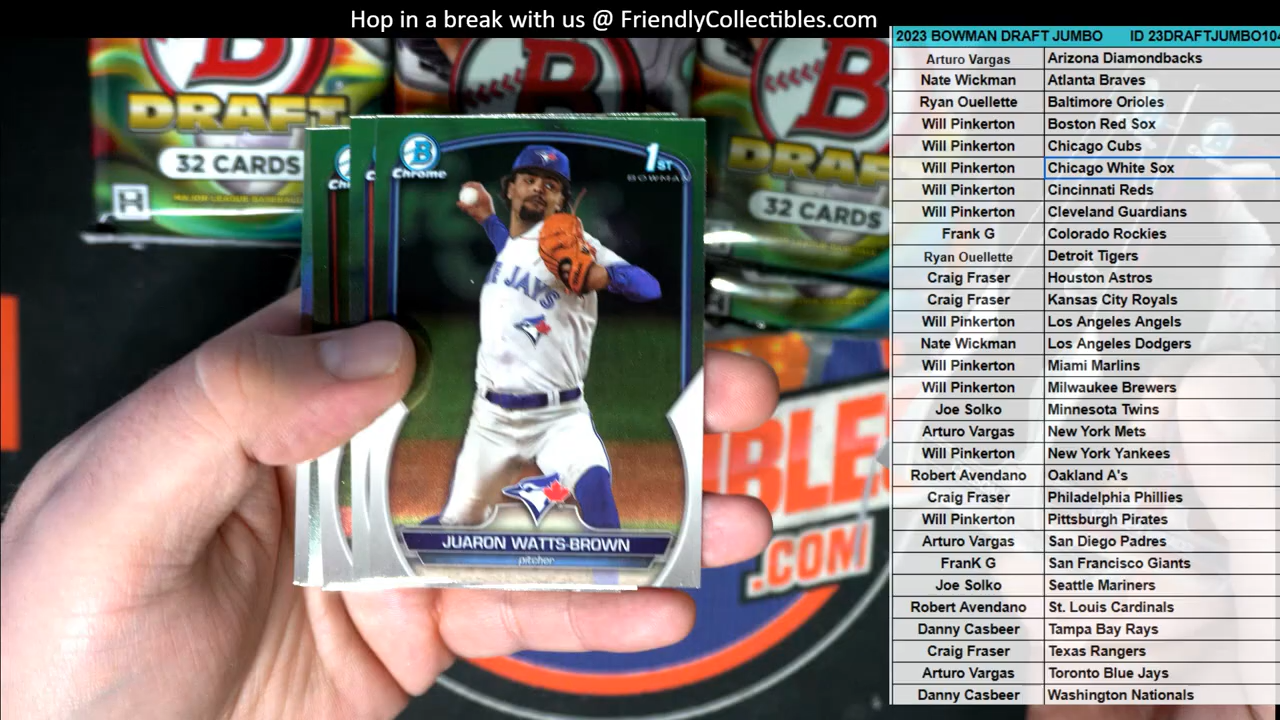 Hop in a break with us @ FriendlyCollectibles.com
2023 BOWMAN DRAFT JUMBO ID 23DRAFTJUMBO104
Arturo Vargas Arizona Diamondbacks
Nate Wickman Atlanta Braves
Ryan Ouellette Baltimore Orioles
Will Pinkerton Boston Red Sox
Will Pinkerton Chicago Cubs
Will Pinkerton Chicago White Sox
Will Pinkerton Cincinnati Reds
Will Pinkerton Cleveland Guardians
Frank G Colorado Rockies
Ryan Ouellette Detroit Tigers
Craig Fraser Houston Astros
Craig Fraser Kansas City Royals
Will Pinkerton Los Angeles Angels
Nate Wickman Los Angeles Dodgers
Will Pinkerton Miami Marlins
Will Pinkerton Milwaukee Brewers
Joe Solko Minnesota Twins
Arturo Vargas New York Mets
Will Pinkerton New York Yankees
Robert Avendano Oakland A's
Craig Fraser Philadelphia Phillies
Will Pinkerton Pittsburgh Pirates
Arturo Vargas San Diego Padres
FranK G San Francisco Giants
Joe Solko Seattle Mariners
Robert Avendano St. Louis Cardinals
Danny Casbeer Tampa Bay Rays
Craig Fraser Texas Rangers
Arturo Vargas Toronto Blue Jays
Danny Casbeer Washington Nationals
B
DRAFT
32 CARDS
H
MAJOR LEAGUE BASEBALL
B
B
DRAF
32 CARDS
B
Chrome
1ST
BOWMAN
JAYS
JUARON WATTS-BROWN
pitcher
IBLES
.COM